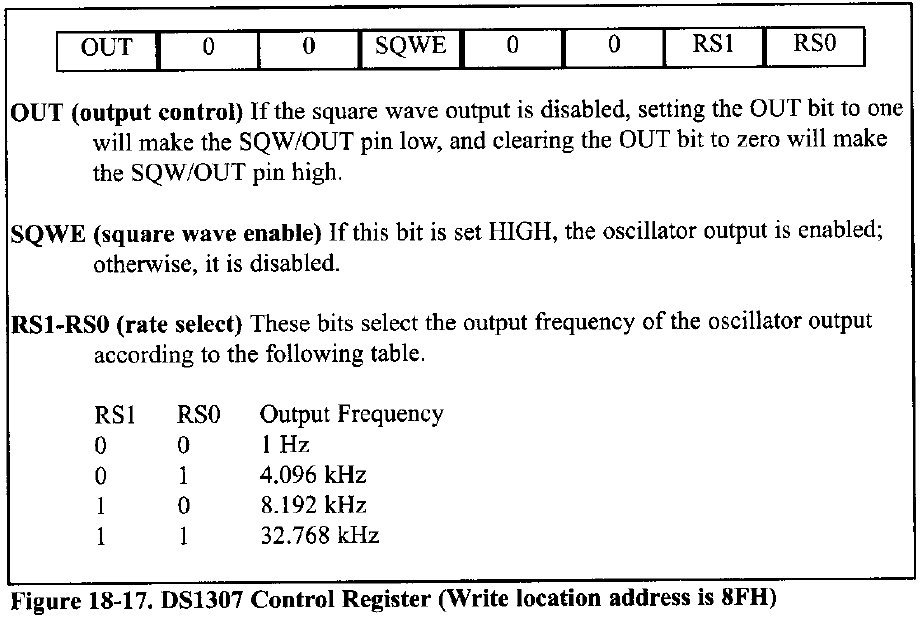 OUT 0 0 SQWE 0 0 RS1 RS0
OUT (output control) If the square wave output is disabled, setting the OUT bit to one
will make the SQW/OUT pin low, and clearing the OUT bit to zero will make
the SQW/OUT pin high.
SQWE (square wave enable) If this bit is set HIGH, the oscillator output is enabled;
otherwise, it is disabled.
RS1-RS0 (rate select) These bits select the output frequency of the oscillator output
according to the following table.
RS1 RS0 Output Frequency
0 0 1 Hz
0 1 4.096 kHz
1 0 8.192 kHz
1 1 32.768 kHz
Figure 18-17. DS1307 Control Register (Write location address is 8FH)